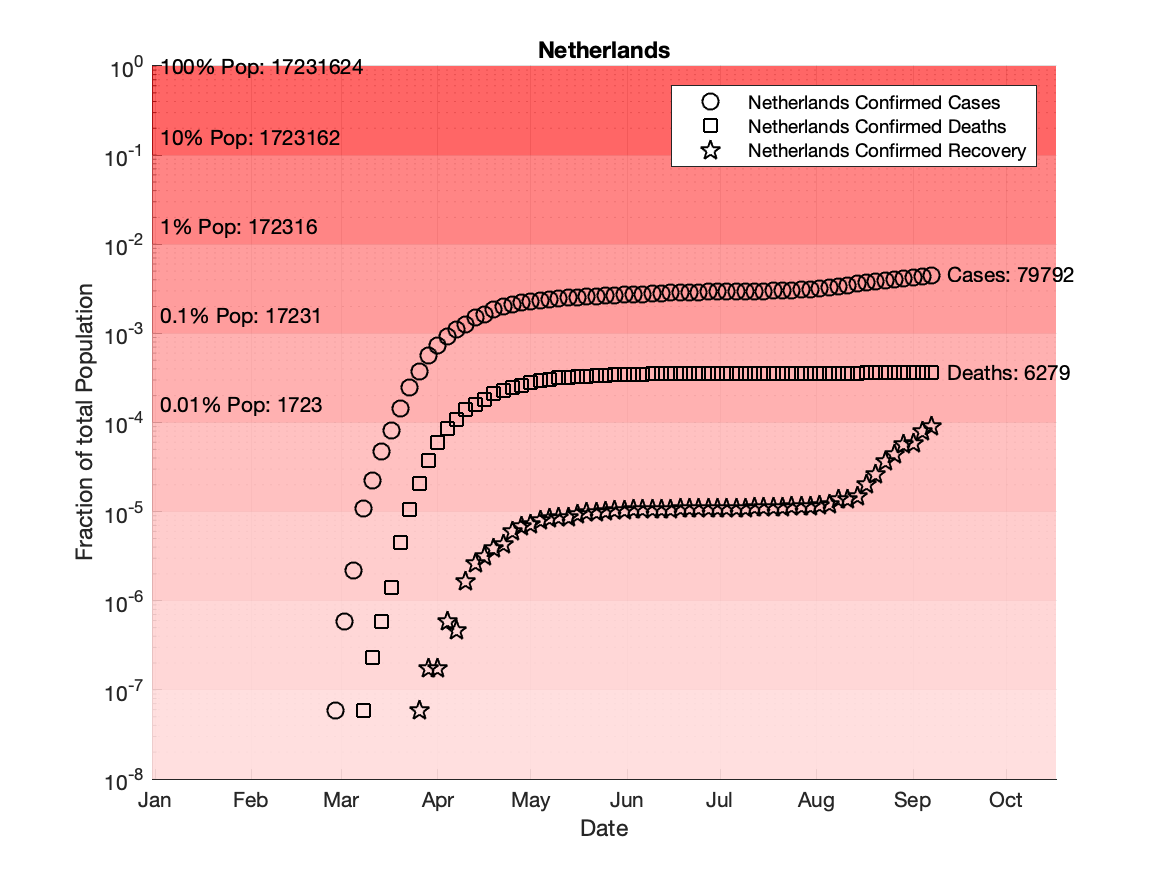 Netherlands
10^0
100% Pop: 17231624
Netherlands Confirmed Cases
Netherlands Confirmed Deaths
Netherlands Confirmed Recovery
10% Pop: 1723162
10^-1
1% Pop: 172316
10^-2
Cases: 79792
0.1% Pop: 17231
10^-3
Deaths: 6279
0.01% Pop: 1723
10^-4
10^-5
10^-6
10^-7
10^-8
Fraction of total Population
Jan Feb Mar Apr May Jun Jul Aug Sep Oct
Date